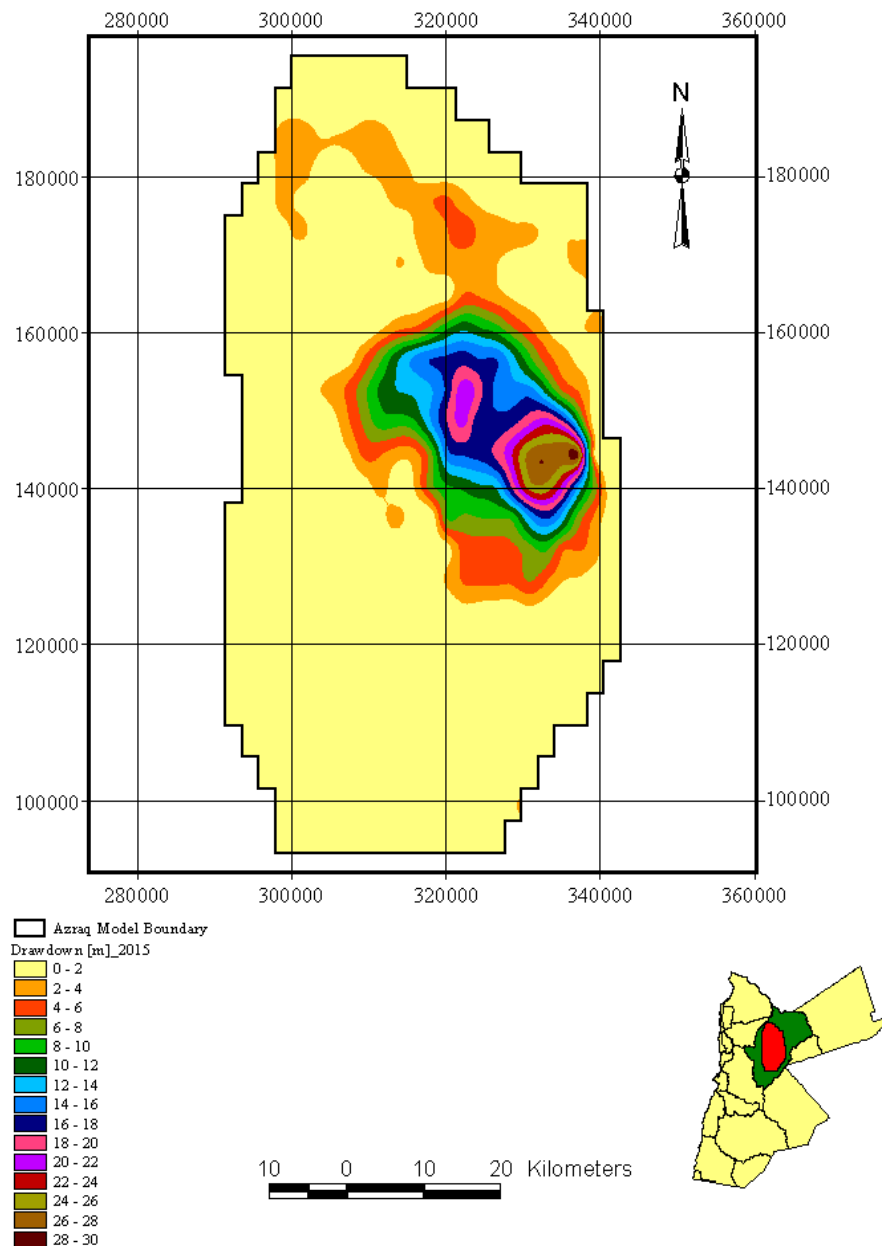 280000 300000 320000 340000 360000
N
180000 180000
160000 160000
140000 140000
120000 120000
100000 100000
280000 300000 320000 340000 360000
Azraq Model Boundary
Drawdown [m]_2015
0 - 2
2 - 4
4 - 6
6 - 8
8 - 10
10 - 12
12 - 14
14 - 16
16 - 18
18 - 20
20 - 22
22 - 24
24 - 26
26 - 28
28 - 30
10 0 10 20 Kilometers